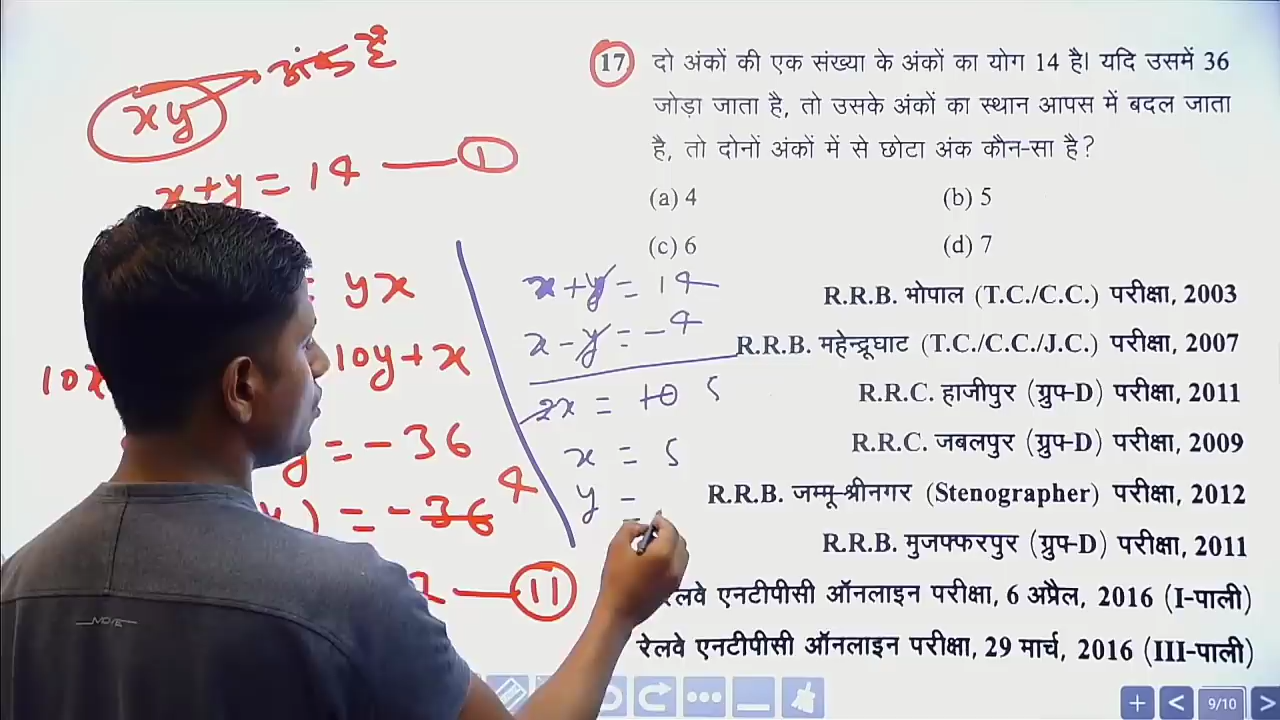 xy अंक हैं
x+y = 14 — 1
= yx
10x 10y+x
y = -36
y) = -36 4
— 11
x+y = 14
x-y = -4
2x = 10 5
x = 5
y =
17 दो अंकों की एक संख्या के अंकों का योग 14 है। यदि उसमें 36
जोड़ा जाता है, तो उसके अंकों का स्थान आपस में बदल जाता
है, तो दोनों अंकों में से छोटा अंक कौन-सा है?
(a) 4 (b) 5
(c) 6 (d) 7
R.R.B. भोपाल (T.C./C.C.) परीक्षा, 2003
R.R.B. महेन्द्रूघाट (T.C./C.C./J.C.) परीक्षा, 2007
R.R.C. हाजीपुर (ग्रुप-D) परीक्षा, 2011
R.R.C. जबलपुर (ग्रुप-D) परीक्षा, 2009
R.R.B. जम्मू-श्रीनगर (Stenographer) परीक्षा, 2012
R.R.B. मुजफ्फरपुर (ग्रुप-D) परीक्षा, 2011
रेलवे एनटीपीसी ऑनलाइन परीक्षा, 6 अप्रैल, 2016 (I-पाली)
रेलवे एनटीपीसी ऑनलाइन परीक्षा, 29 मार्च, 2016 (III-पाली)
MOVE
9/10